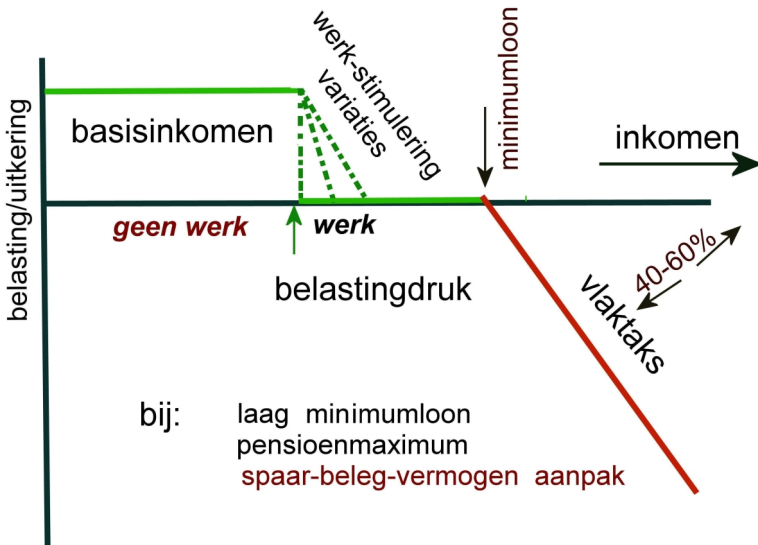 werk-stimulering
variaties
minimumloon
inkomen
basisinkomen
belasting/uitkering
geen werk
werk
belastingdruk
40-60%
vlaktaks
bij: laag minimumloon
pensioenmaximum
spaar-beleg-vermogen aanpak